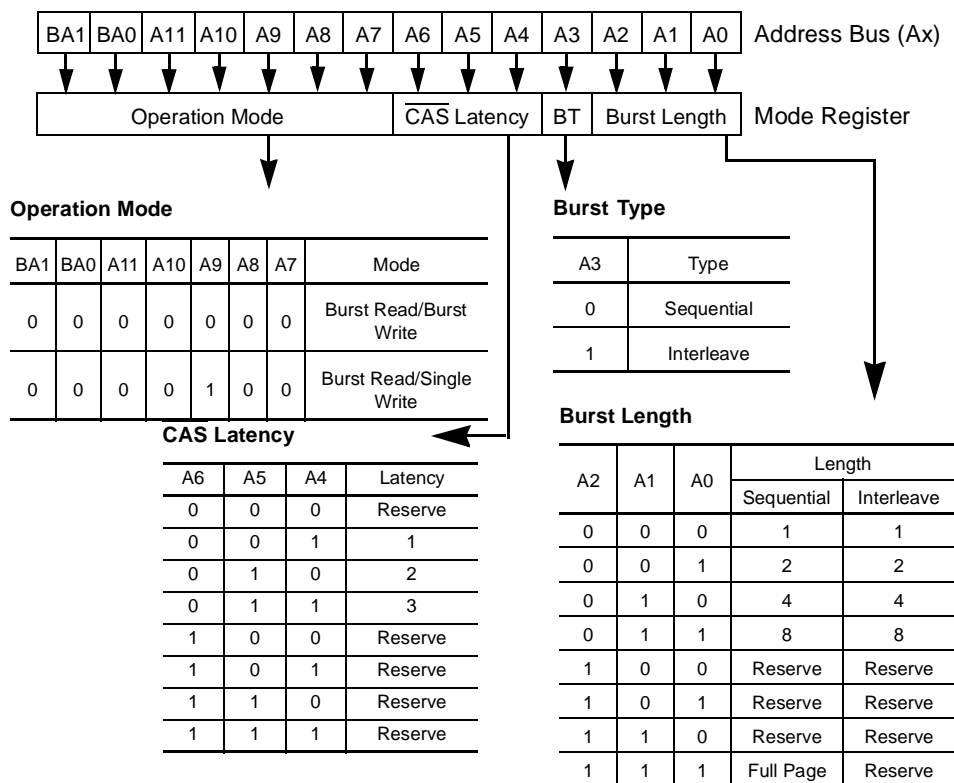 BA1 BA0 A11 A10 A9 A8 A7 A6 A5 A4 A3 A2 A1 A0 Address Bus (Ax)
Operation Mode CAS Latency BT Burst Length Mode Register
Operation Mode
BA1 BA0 A11 A10 A9 A8 A7 Mode
0 0 0 0 0 0 0 Burst Read/Burst
Write
0 0 0 0 1 0 0 Burst Read/Single
Write
Burst Type
A3 Type
0 Sequential
1 Interleave
CAS Latency
A6 A5 A4 Latency
0 0 0 Reserve
0 0 1 1
0 1 0 2
0 1 1 3
1 0 0 Reserve
1 0 1 Reserve
1 1 0 Reserve
1 1 1 Reserve
Burst Length
A2 A1 A0 Length
Sequential Interleave
0 0 0 1 1
0 0 1 2 2
0 1 0 4 4
0 1 1 8 8
1 0 0 Reserve Reserve
1 0 1 Reserve Reserve
1 1 0 Reserve Reserve
1 1 1 Full Page Reserve